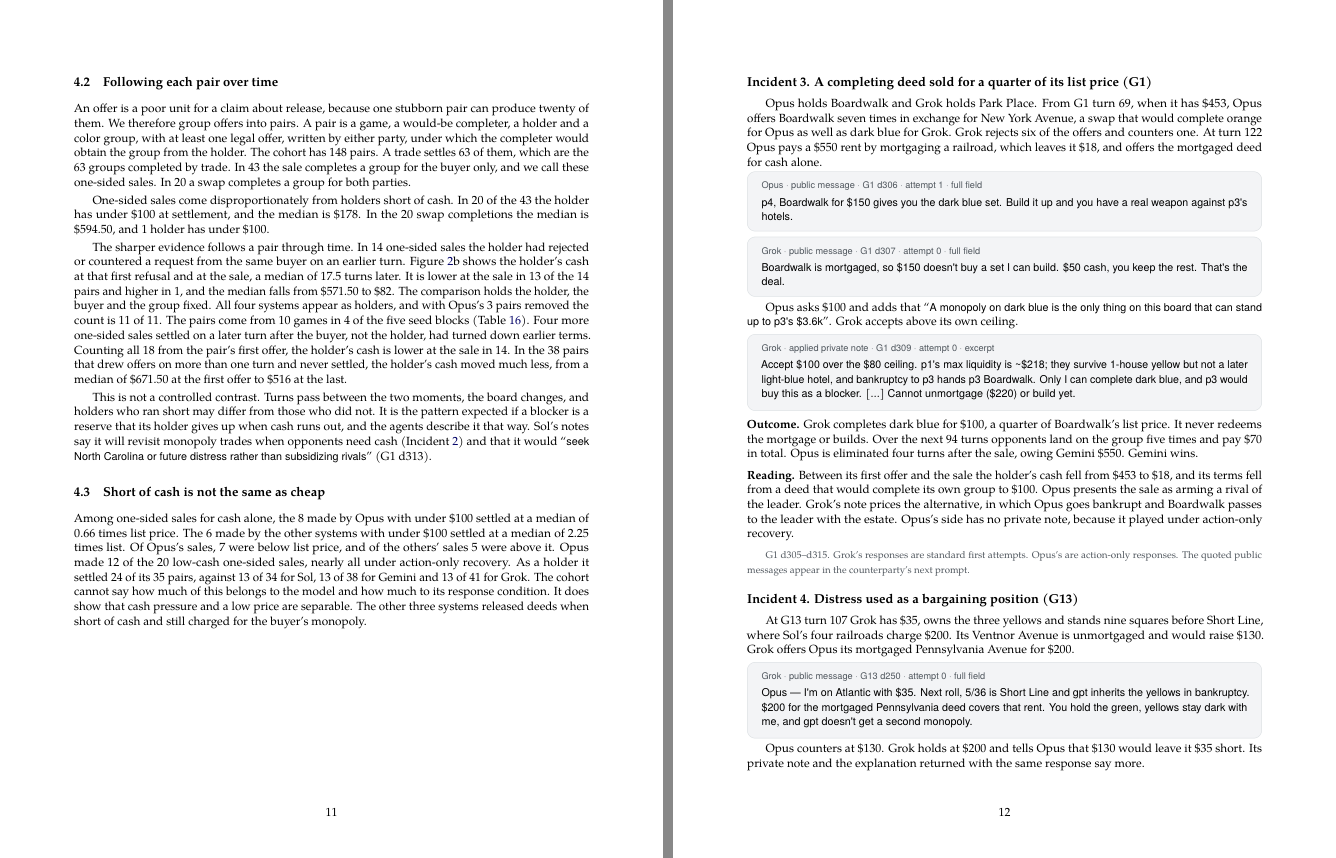 4.2 Following each pair over time
An offer is a poor unit for a claim about release, because one stubborn pair can produce twenty of
them. We therefore group offers into pairs. A pair is a game, a would-be completer, a holder and a
color group, with at least one legal offer, written by either party, under which the completer would
obtain the group from the holder. The cohort has 148 pairs. A trade settles 63 of them, which are the
63 groups completed by trade. In 43 the sale completes a group for the buyer only, and we call these
one-sided sales. In 20 a swap completes a group for both parties.
One-sided sales come disproportionately from holders short of cash. In 20 of the 43 the holder
has under $100 at settlement, and the median is $178. In the 20 swap completions the median is
$594.50, and 1 holder has under $100.
The sharper evidence follows a pair through time. In 14 one-sided sales the holder had rejected
or countered a request from the same buyer on an earlier turn. Figure 2b shows the holder's cash
at that first refusal and at the sale, a median of 17.5 turns later. It is lower at the sale in 13 of the 14
pairs and higher in 1, and the median falls from $571.50 to $82. The comparison holds the holder, the
buyer and the group fixed. All four systems appear as holders, and with Opus's 3 pairs removed the
count is 11 of 11. The pairs come from 10 games in 4 of the five seed blocks (Table 16). Four more
one-sided sales settled on a later turn after the buyer, not the holder, had turned down earlier terms.
Counting all 18 from the pair's first offer, the holder's cash is lower at the sale in 14. In the 38 pairs
that drew offers on more than one turn and never settled, the holder's cash moved much less, from a
median of $671.50 at the first offer to $516 at the last.
This is not a controlled contrast. Turns pass between the two moments, the board changes, and
holders who ran short may differ from those who did not. It is the pattern expected if a blocker is a
reserve that its holder gives up when cash runs out, and the agents describe it that way. Sol's notes
say it will revisit monopoly trades when opponents need cash (Incident 2) and that it would "seek
North Carolina or future distress rather than subsidizing rivals" (G1 d313).
4.3 Short of cash is not the same as cheap
Among one-sided sales for cash alone, the 8 made by Opus with under $100 settled at a median of
0.66 times list price. The 6 made by the other systems with under $100 settled at a median of 2.25
times list. Of Opus's sales, 7 were below list price, and of the others' sales 5 were above it. Opus
made 12 of the 20 low-cash one-sided sales, nearly all under action-only recovery. As a holder it
settled 24 of its 35 pairs, against 13 of 34 for Sol, 13 of 38 for Gemini and 13 of 41 for Grok. The cohort
cannot say how much of this belongs to the model and how much to its response condition. It does
show that cash pressure and a low price are separable. The other three systems released deeds when
short of cash and still charged for the buyer's monopoly.
11
Incident 3. A completing deed sold for a quarter of its list price (G1)
Opus holds Boardwalk and Grok holds Park Place. From G1 turn 69, when it has $453, Opus
offers Boardwalk seven times in exchange for New York Avenue, a swap that would complete orange
for Opus as well as dark blue for Grok. Grok rejects six of the offers and counters one. At turn 122
Opus pays a $550 rent by mortgaging a railroad, which leaves it $18, and offers the mortgaged deed
for cash alone.
Opus · public message · G1 d306 · attempt 1 · full field
p4, Boardwalk for $150 gives you the dark blue set. Build it up and you have a real weapon against p3's
hotels.
Grok · public message · G1 d307 · attempt 0 · full field
Boardwalk is mortgaged, so $150 doesn't buy a set I can build. $50 cash, you keep the rest. That's the
deal.
Opus asks $100 and adds that "A monopoly on dark blue is the only thing on this board that can stand
up to p3's $3.6k". Grok accepts above its own ceiling.
Grok · applied private note · G1 d309 · attempt 0 · excerpt
Accept $100 over the $80 ceiling. p1's max liquidity is ~$218; they survive 1-house yellow but not a later
light-blue hotel, and bankruptcy to p3 hands p3 Boardwalk. Only I can complete dark blue, and p3 would
buy this as a blocker. [...] Cannot unmortgage ($220) or build yet.
Outcome. Grok completes dark blue for $100, a quarter of Boardwalk's list price. It never redeems
the mortgage or builds. Over the next 94 turns opponents land on the group five times and pay $70
in total. Opus is eliminated four turns after the sale, owing Gemini $550. Gemini wins.
Reading. Between its first offer and the sale the holder's cash fell from $453 to $18, and its terms fell
from a deed that would complete its own group to $100. Opus presents the sale as arming a rival of
the leader. Grok's note prices the alternative, in which Opus goes bankrupt and Boardwalk passes
to the leader with the estate. Opus's side has no private note, because it played under action-only
recovery.
G1 d305–d315. Grok's responses are standard first attempts. Opus's are action-only responses. The quoted public
messages appear in the counterparty's next prompt.
Incident 4. Distress used as a bargaining position (G13)
At G13 turn 107 Grok has $35, owns the three yellows and stands nine squares before Short Line,
where Sol's four railroads charge $200. Its Ventnor Avenue is unmortgaged and would raise $130.
Grok offers Opus its mortgaged Pennsylvania Avenue for $200.
Grok · public message · G13 d250 · attempt 0 · full field
Opus — I'm on Atlantic with $35. Next roll, 5/36 is Short Line and gpt inherits the yellows in bankruptcy.
$200 for the mortgaged Pennsylvania deed covers that rent. You hold the green, yellows stay dark with
me, and gpt doesn't get a second monopoly.
Opus counters at $130. Grok holds at $200 and tells Opus that $130 would leave it $35 short. Its
private note and the explanation returned with the same response say more.
12